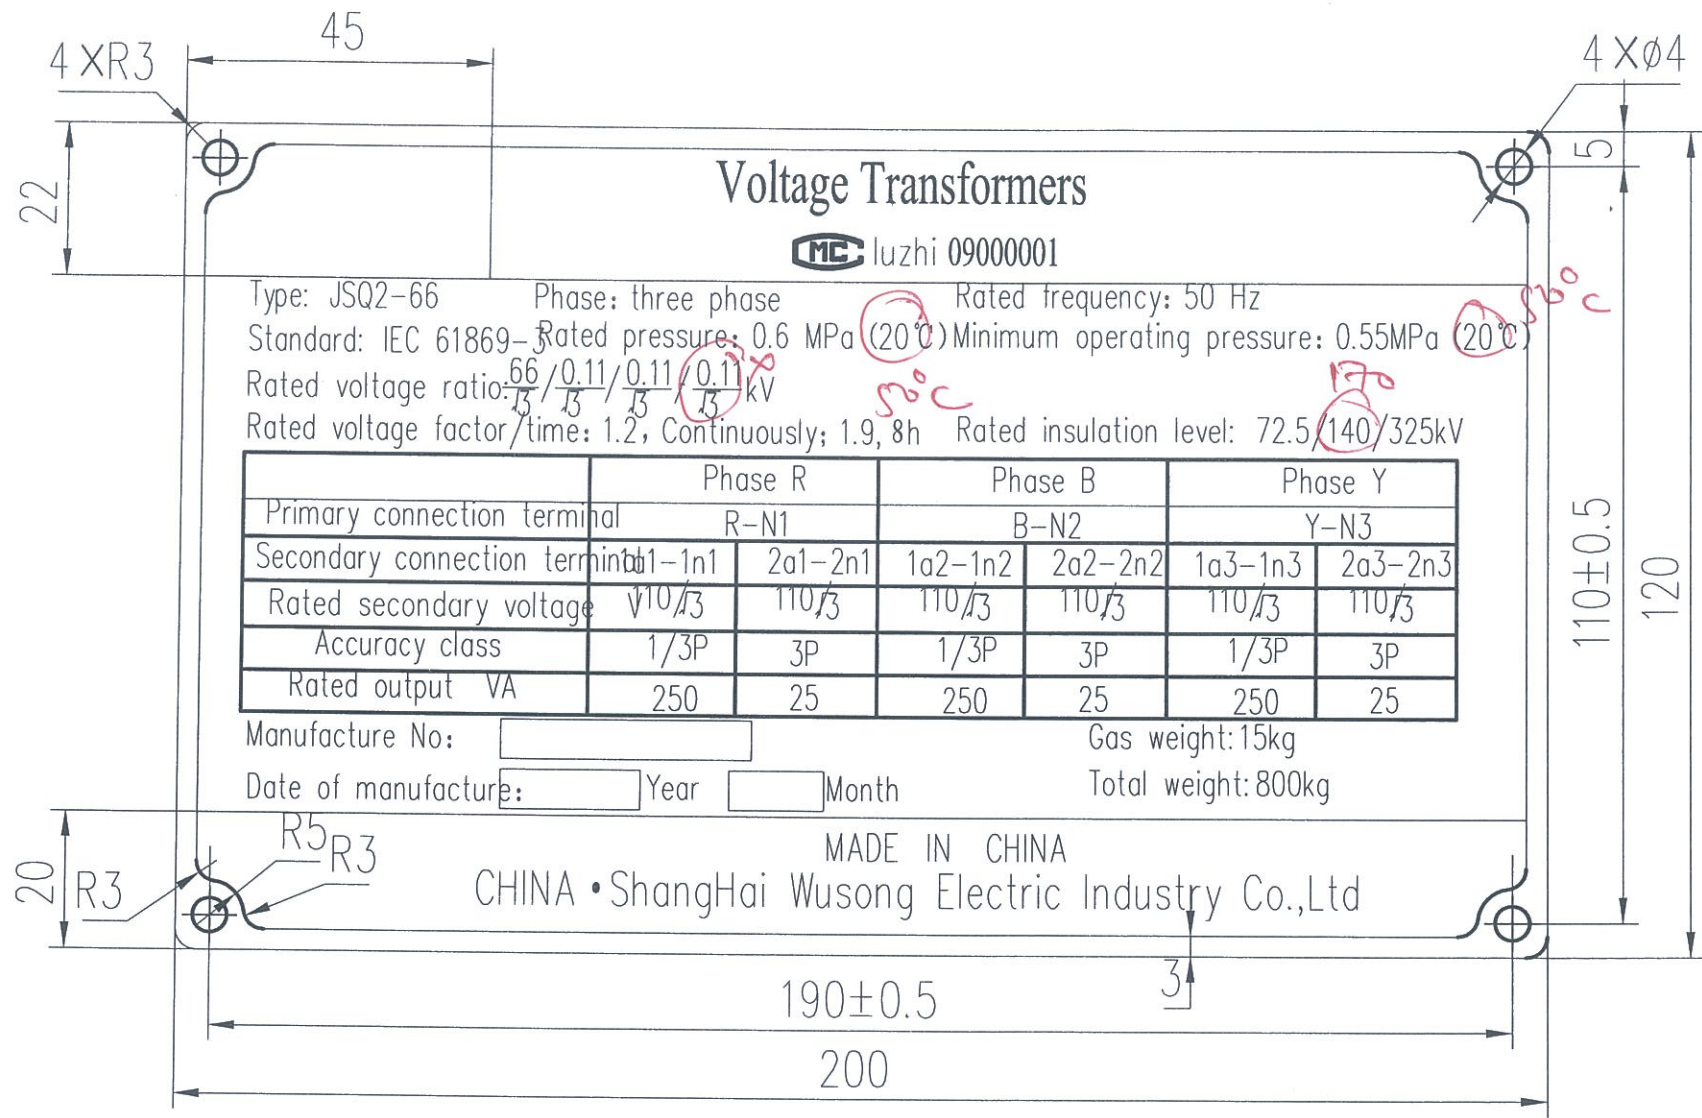 45
4 XR3
4 XØ4
5
22
Voltage Transformers
MC luzhi 09000001
Type: JSQ2-66 Phase: three phase Rated frequency: 50 Hz
50°C
Standard: IEC 61869-3 Rated pressure: 0.6 MPa (20℃) Minimum operating pressure: 0.55MPa (20℃)
Rated voltage ratio: 66/√3 / 0.11/√3 / 0.11/√3 / 0.11/√3 kV
50°C
170
Rated voltage factor/time: 1.2, Continuously; 1.9, 8h Rated insulation level: 72.5/140/325kV
Phase R Phase B Phase Y
Primary connection terminal R-N1 B-N2 Y-N3
Secondary connection terminal 1a1-1n1 2a1-2n1 1a2-1n2 2a2-2n2 1a3-1n3 2a3-2n3
Rated secondary voltage V 110/√3 110/√3 110/√3 110/√3 110/√3 110/√3
Accuracy class 1/3P 3P 1/3P 3P 1/3P 3P
Rated output VA 250 25 250 25 250 25
Manufacture No: Gas weight: 15kg
Date of manufacture: Year Month Total weight: 800kg
110±0.5
120
MADE IN CHINA
CHINA • ShangHai Wusong Electric Industry Co.,Ltd
R5
R3
R3
20
3
190±0.5
200